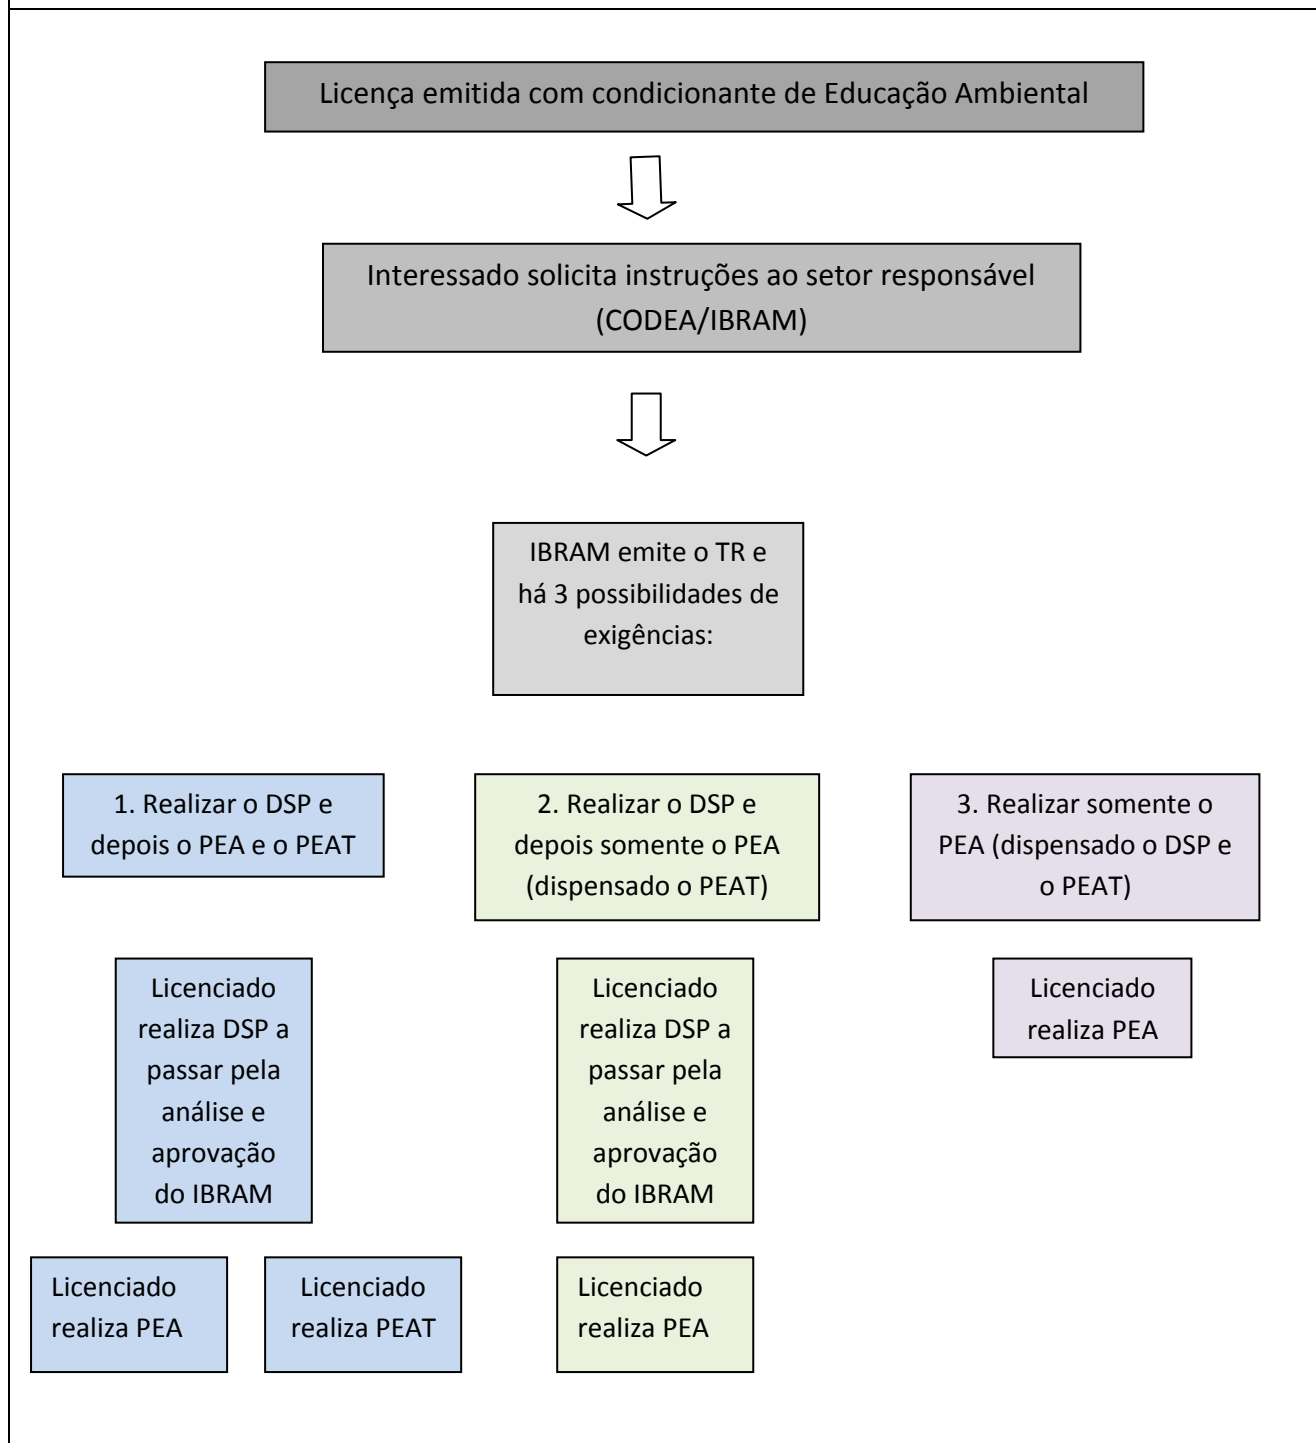 Licença emitida com condicionante de Educação Ambiental
Interessado solicita instruções ao setor responsável
(CODEA/IBRAM)
IBRAM emite o TR e
há 3 possibilidades de
exigências:
1. Realizar o DSP e
depois o PEA e o PEAT
2. Realizar o DSP e
depois somente o PEA
(dispensado o PEAT)
3. Realizar somente o
PEA (dispensado o DSP e
o PEAT)
Licenciado
realiza DSP a
passar pela
análise e
aprovação
do IBRAM
Licenciado
realiza DSP a
passar pela
análise e
aprovação
do IBRAM
Licenciado
realiza PEA
Licenciado
realiza PEA
Licenciado
realiza PEAT
Licenciado
realiza PEA